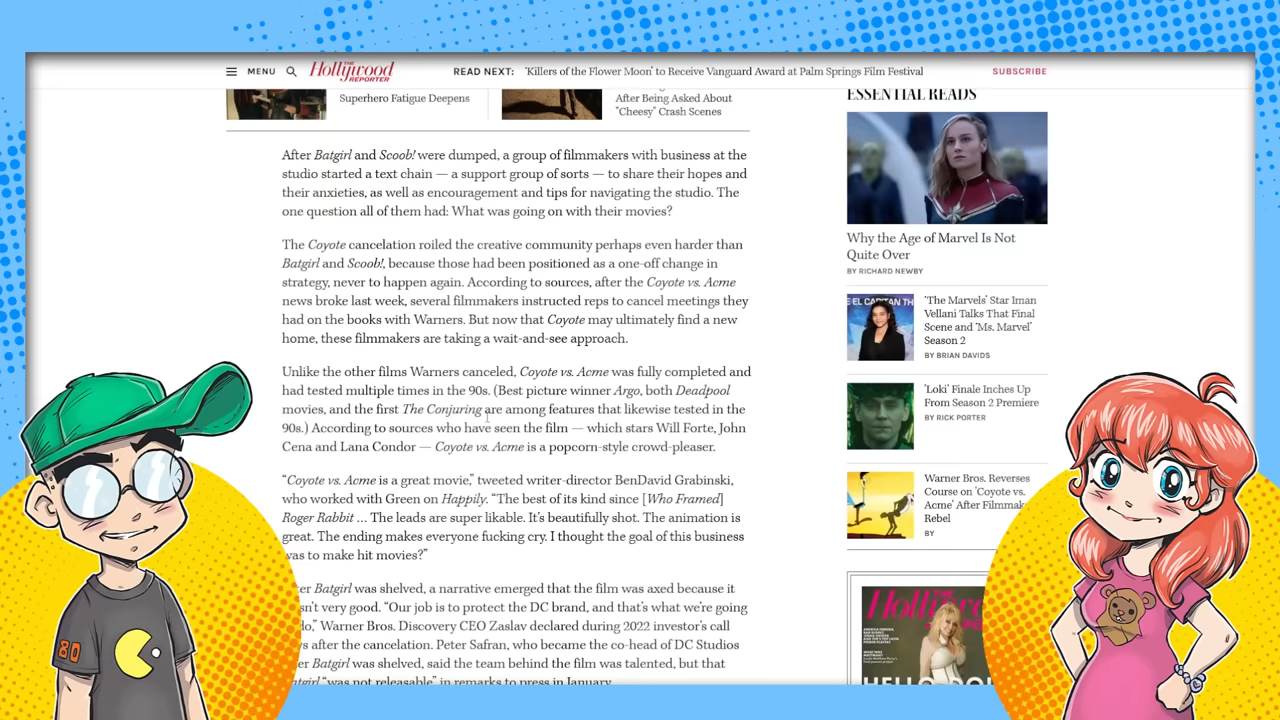 MENU
THE
Hollywood
REPORTER
READ NEXT: 'Killers of the Flower Moon' to Receive Vanguard Award at Palm Springs Film Festival
SUBSCRIBE
Superhero Fatigue Deepens
After Being Asked About
"Cheesy" Crash Scenes
After Batgirl and Scoob! were dumped, a group of filmmakers with business at the
studio started a text chain — a support group of sorts — to share their hopes and
their anxieties, as well as encouragement and tips for navigating the studio. The
one question all of them had: What was going on with their movies?
The Coyote cancelation roiled the creative community perhaps even harder than
Batgirl and Scoob!, because those had been positioned as a one-off change in
strategy, never to happen again. According to sources, after the Coyote vs. Acme
news broke last week, several filmmakers instructed reps to cancel meetings they
had on the books with Warners. But now that Coyote may ultimately find a new
home, these filmmakers are taking a wait-and-see approach.
Unlike the other films Warners canceled, Coyote vs. Acme was fully completed and
had tested multiple times in the 90s. (Best picture winner Argo, both Deadpool
movies, and the first The Conjuring are among features that likewise tested in the
90s.) According to sources who have seen the film — which stars Will Forte, John
Cena and Lana Condor — Coyote vs. Acme is a popcorn-style crowd-pleaser.
"Coyote vs. Acme is a great movie," tweeted writer-director BenDavid Grabinski,
who worked with Green on Happily. "The best of its kind since [Who Framed]
Roger Rabbit ... The leads are super likable. It's beautifully shot. The animation is
great. The ending makes everyone fucking cry. I thought the goal of this business
was to make hit movies?"
Batgirl was shelved, a narrative emerged that the film was axed because it
very good. "Our job is to protect the DC brand, and that's what we're going
Warner Bros. Discovery CEO Zaslav declared during 2022 investor's call
after the cancelation. Peter Safran, who became the co-head of DC Studios
Batgirl was shelved, said the team behind the film was talented, but that
Batgirl "was not releasable" in remarks to press in January.
ESSENTIAL READS
Why the Age of Marvel Is Not
Quite Over
BY RICHARD NEWBY
E EL CAPITAN TH
'The Marvels' Star Iman
Vellani Talks That Final
Scene and 'Ms. Marvel'
Season 2
BY BRIAN DAVIDS
'Loki' Finale Inches Up
From Season 2 Premiere
BY RICK PORTER
Warner Bros. Reverses
Course on 'Coyote vs.
Acme' After Filmmak
Rebel
BY
THE
Hollyw
HELLO DOL
80